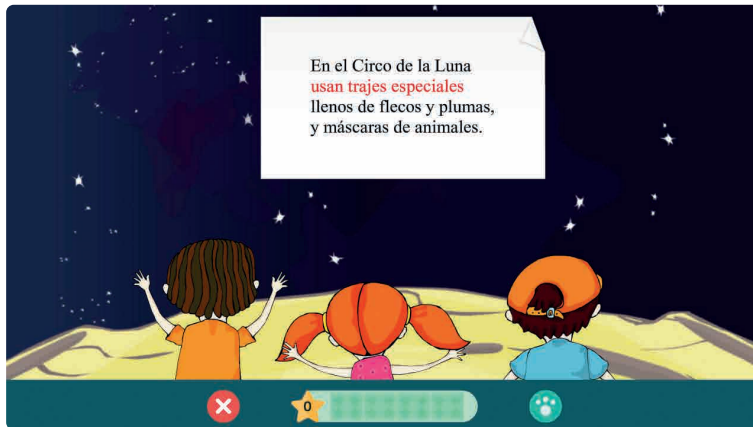 En el Circo de la Luna
usan trajes especiales
llenos de flecos y plumas,
y máscaras de animales.
0